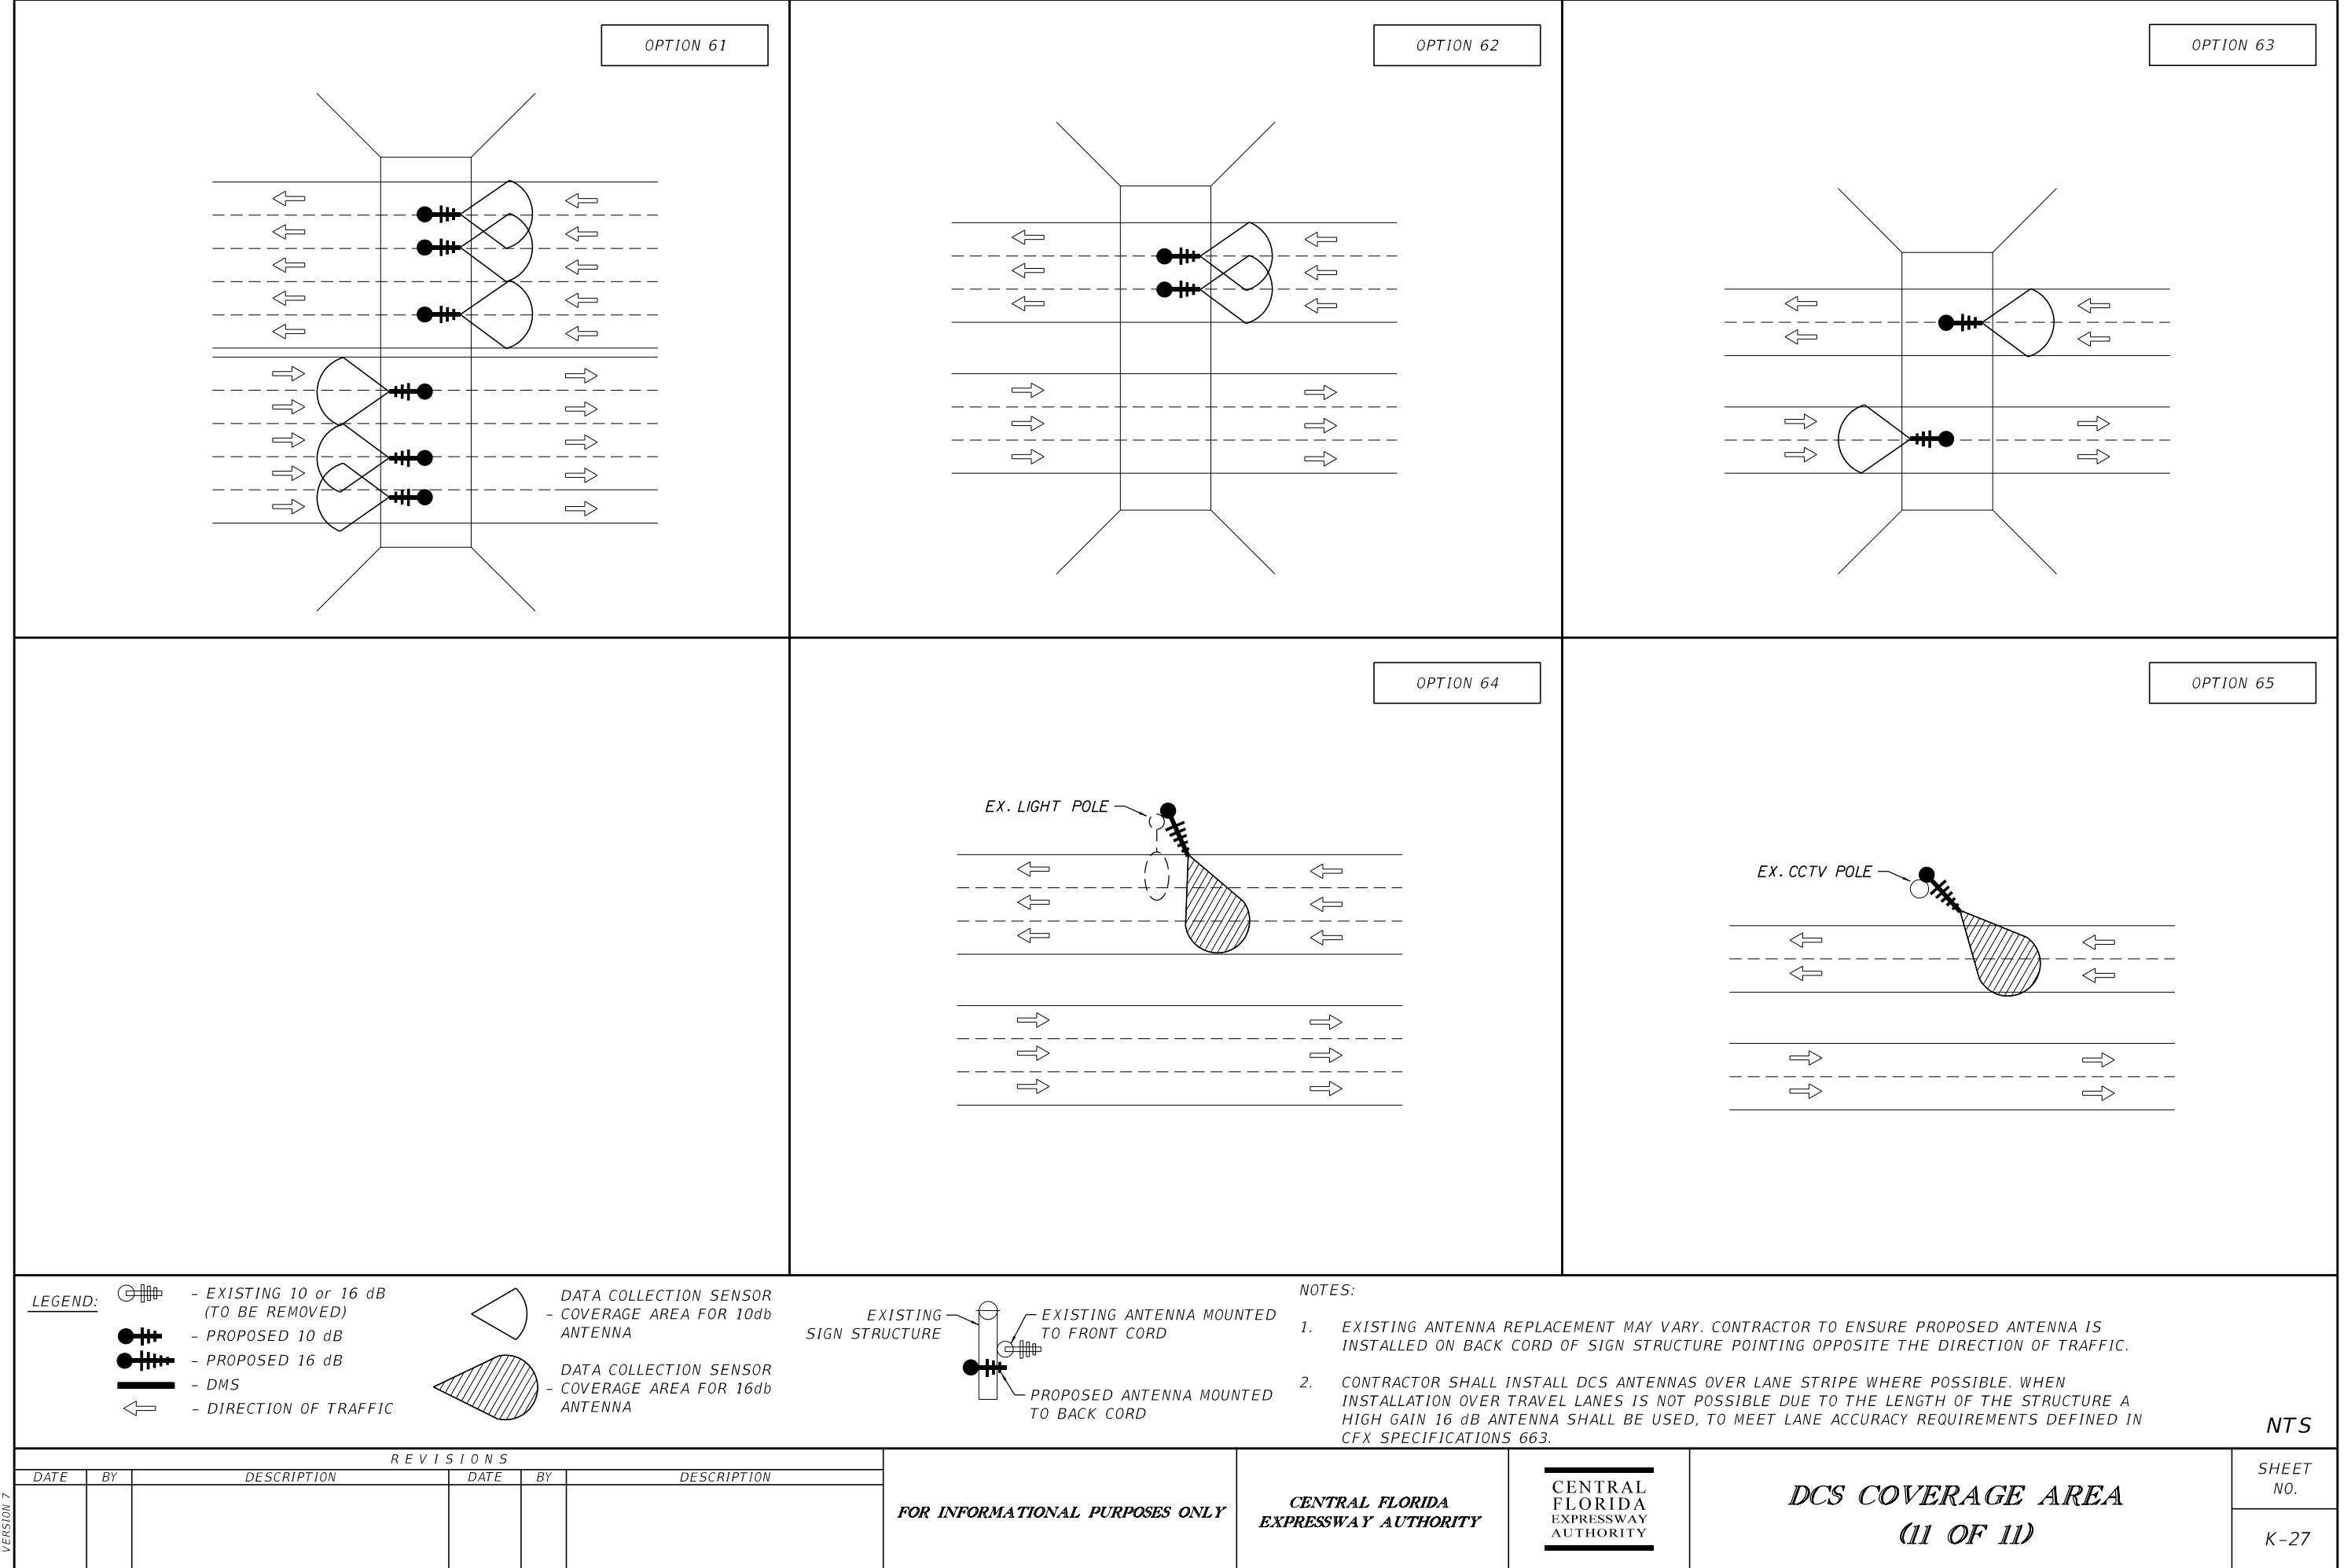 OPTION 61
OPTION 62
OPTION 63
OPTION 64
EX. LIGHT POLE
OPTION 65
EX. CCTV POLE
LEGEND:
- EXISTING 10 or 16 dB
(TO BE REMOVED)
- PROPOSED 10 dB
- PROPOSED 16 dB
- DMS
- DIRECTION OF TRAFFIC
DATA COLLECTION SENSOR
- COVERAGE AREA FOR 10db
ANTENNA
DATA COLLECTION SENSOR
- COVERAGE AREA FOR 16db
ANTENNA
EXISTING
SIGN STRUCTURE
EXISTING ANTENNA MOUNTED
TO FRONT CORD
PROPOSED ANTENNA MOUNTED
TO BACK CORD
NOTES:
1. EXISTING ANTENNA REPLACEMENT MAY VARY. CONTRACTOR TO ENSURE PROPOSED ANTENNA IS
INSTALLED ON BACK CORD OF SIGN STRUCTURE POINTING OPPOSITE THE DIRECTION OF TRAFFIC.
2. CONTRACTOR SHALL INSTALL DCS ANTENNAS OVER LANE STRIPE WHERE POSSIBLE. WHEN
INSTALLATION OVER TRAVEL LANES IS NOT POSSIBLE DUE TO THE LENGTH OF THE STRUCTURE A
HIGH GAIN 16 dB ANTENNA SHALL BE USED, TO MEET LANE ACCURACY REQUIREMENTS DEFINED IN
CFX SPECIFICATIONS 663.
NTS
REVISIONS
DATE BY DESCRIPTION DATE BY DESCRIPTION
FOR INFORMATIONAL PURPOSES ONLY
CENTRAL FLORIDA
EXPRESSWAY AUTHORITY
CENTRAL
FLORIDA
EXPRESSWAY
AUTHORITY
DCS COVERAGE AREA
(11 OF 11)
SHEET
NO.
K-27
VERSION 7